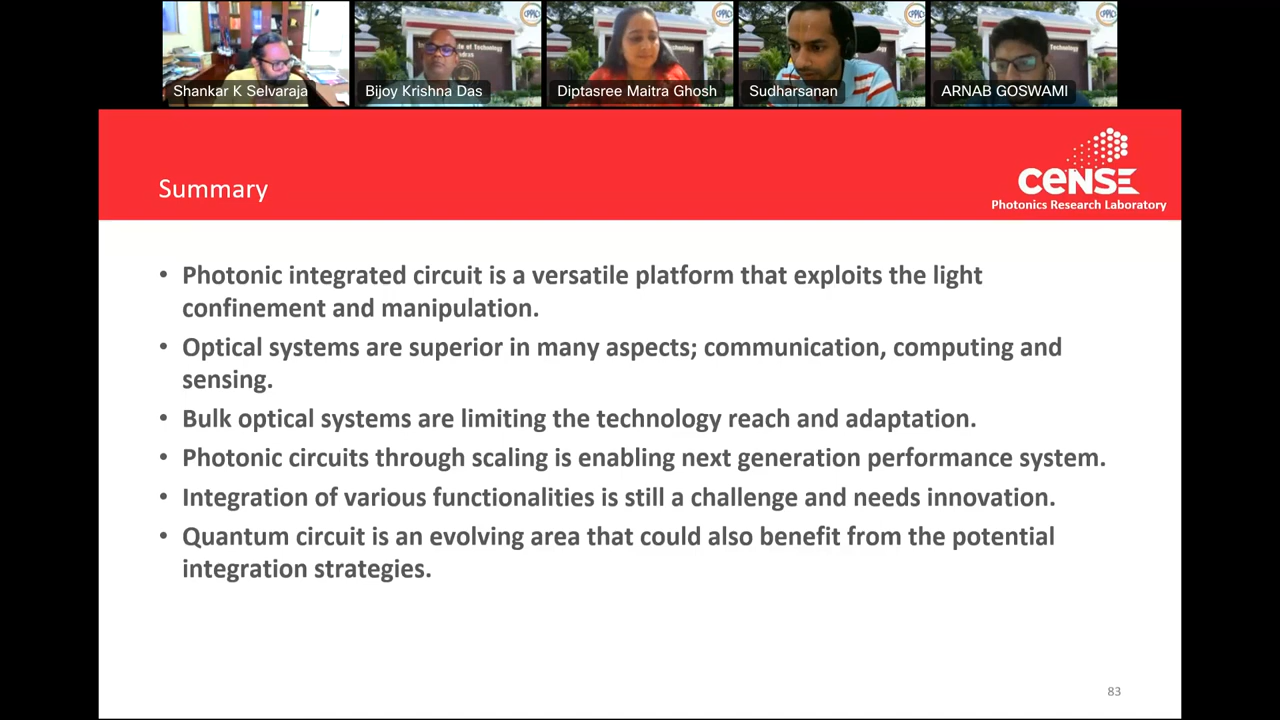 Shankar K Selvaraja
Bijoy Krishna Das
Diptasree Maitra Ghosh
Sudharsanan
ARNAB GOSWAMI
Summary
CENSE
Photonics Research Laboratory
• Photonic integrated circuit is a versatile platform that exploits the light
confinement and manipulation.
• Optical systems are superior in many aspects; communication, computing and
sensing.
• Bulk optical systems are limiting the technology reach and adaptation.
• Photonic circuits through scaling is enabling next generation performance system.
• Integration of various functionalities is still a challenge and needs innovation.
• Quantum circuit is an evolving area that could also benefit from the potential
integration strategies.
83